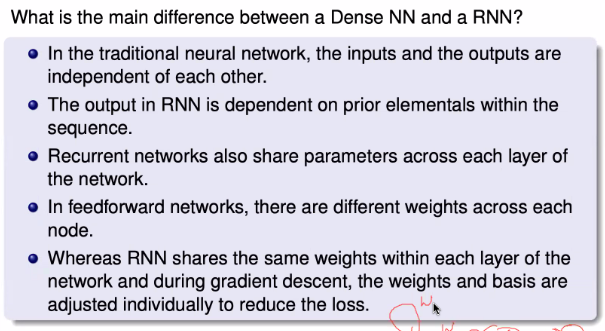 What is the main difference between a Dense NN and a RNN?
In the traditional neural network, the inputs and the outputs are
independent of each other.
The output in RNN is dependent on prior elementals within the
sequence.
Recurrent networks also share parameters across each layer of
the network.
In feedforward networks, there are different weights across each
node.
Whereas RNN shares the same weights within each layer of the
network and during gradient descent, the weights and basis are
adjusted individually to reduce the loss.
W
W